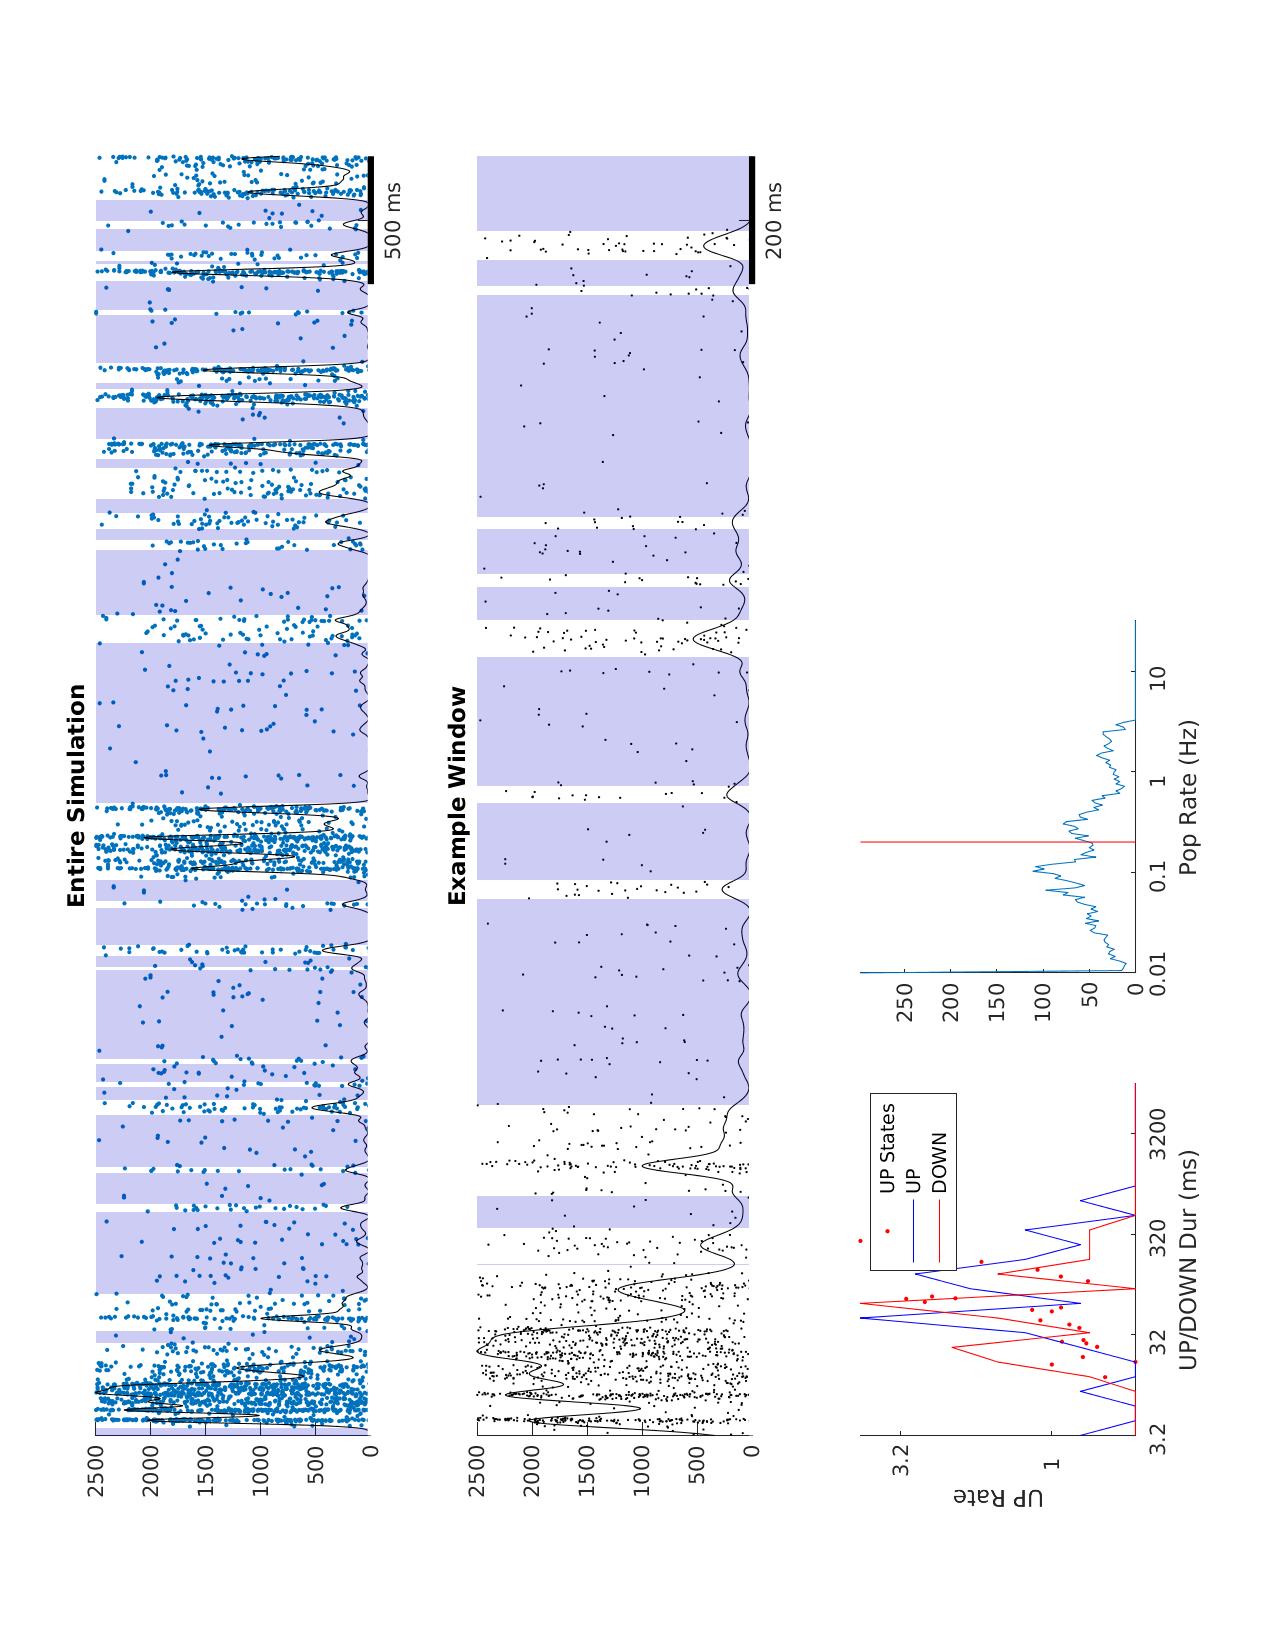 Entire Simulation
2500
2000
1500
1000
500
0
500 ms
Example Window
2500
2000
1500
1000
500
0
200 ms
UP Rate
3.2
1
UP States
UP
DOWN
3.2 32 320 3200
UP/DOWN Dur (ms)
250
200
150
100
50
0
0.01 0.1 1 10
Pop Rate (Hz)